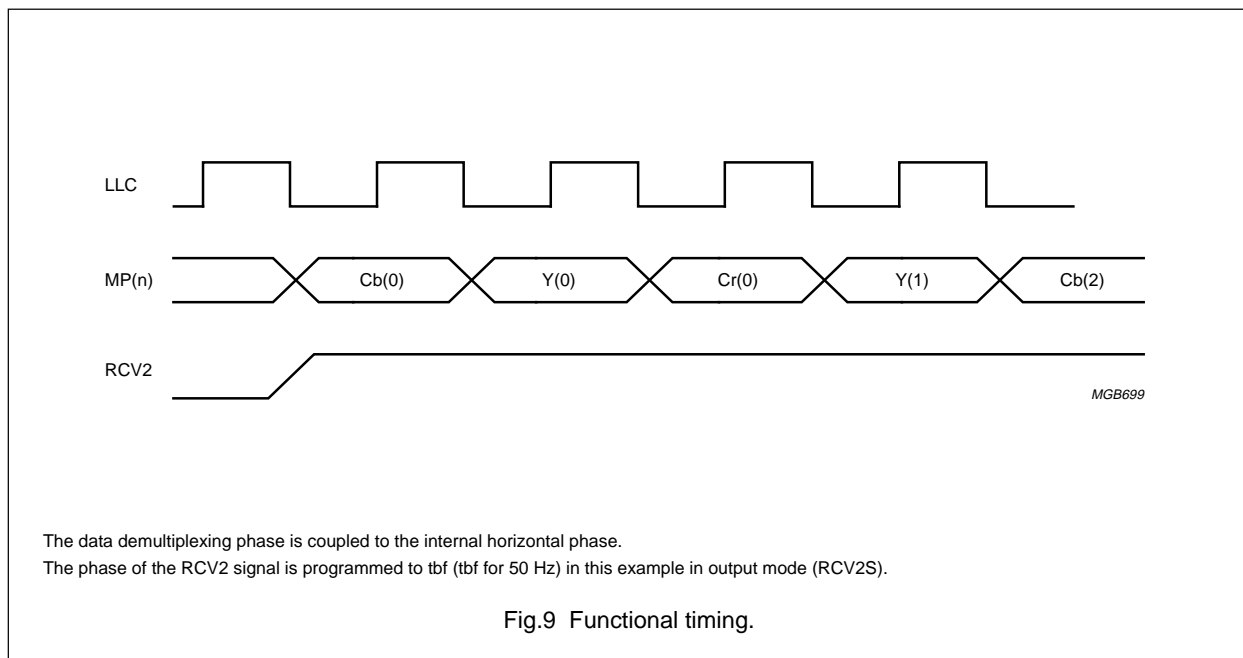 LLC
MP(n)
Cb(0)
Y(0)
Cr(0)
Y(1)
Cb(2)
RCV2
MGB699
The data demultiplexing phase is coupled to the internal horizontal phase.
The phase of the RCV2 signal is programmed to tbf (tbf for 50 Hz) in this example in output mode (RCV2S).
Fig.9 Functional timing.